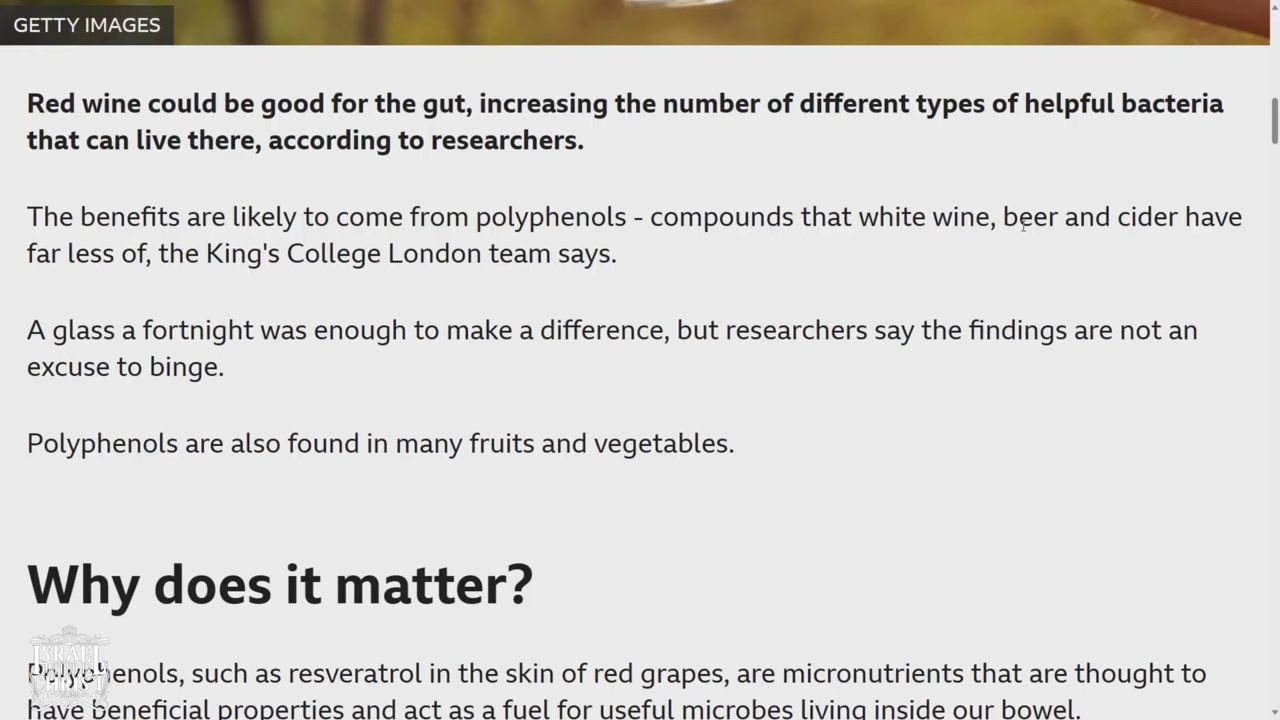 GETTY IMAGES
Red wine could be good for the gut, increasing the number of different types of helpful bacteria
that can live there, according to researchers.
The benefits are likely to come from polyphenols - compounds that white wine, beer and cider have
far less of, the King's College London team says.
A glass a fortnight was enough to make a difference, but researchers say the findings are not an
excuse to binge.
Polyphenols are also found in many fruits and vegetables.
Why does it matter?
Polyphenols, such as resveratrol in the skin of red grapes, are micronutrients that are thought to
have beneficial properties and act as a fuel for useful microbes living inside our bowel.
ISRAEL
CHRIST